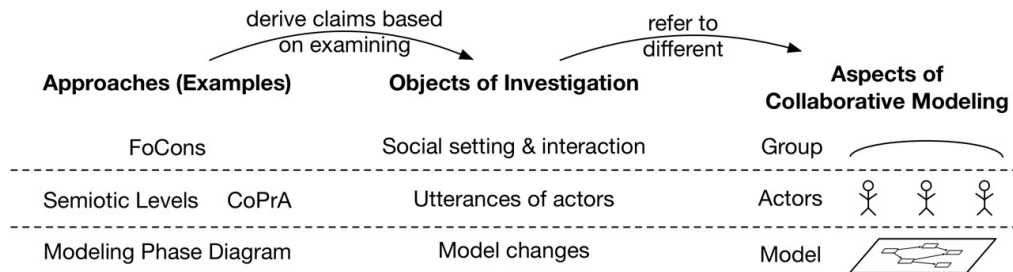 derive claims based
on examining
refer to
different
Approaches (Examples)
Objects of Investigation
Aspects of
Collaborative Modeling
FoCons
Social setting & interaction
Group
Semiotic Levels CoPrA
Utterances of actors
Actors
Modeling Phase Diagram
Model changes
Model